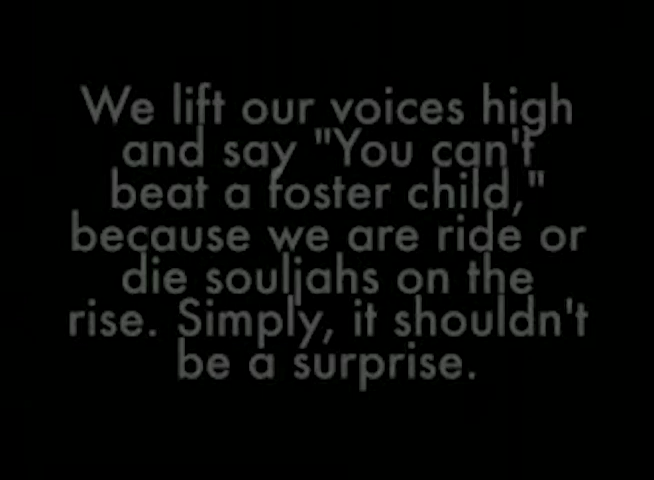 We lift our voices high
and say "You can't
beat a foster child,"
because we are ride or
die souljahs on the
rise. Simply, it shouldn't
be a surprise.